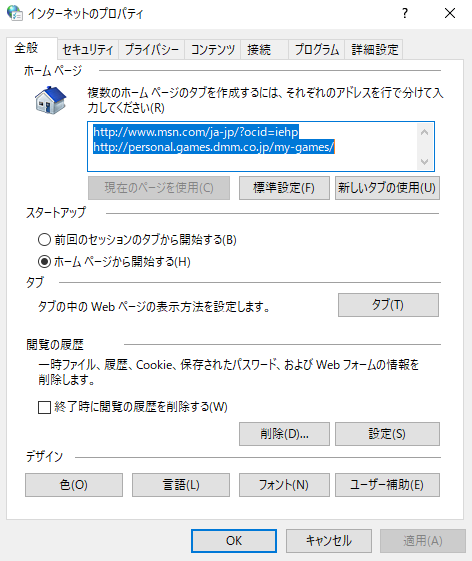 インターネットのプロパティ
? ×
全般 セキュリティ プライバシー コンテンツ 接続 プログラム 詳細設定
ホーム ページ
複数のホーム ページのタブを作成するには、それぞれのアドレスを行で分けて入
力してください(R)
http://www.msn.com/ja-jp/?ocid=iehp
http://personal.games.dmm.co.jp/my-games/
現在のページを使用(C) 標準設定(F) 新しいタブの使用(U)
スタートアップ
前回のセッションのタブから開始する(B)
ホーム ページから開始する(H)
タブ
タブの中の Web ページの表示方法を設定します。 タブ(T)
閲覧の履歴
一時ファイル、履歴、Cookie、保存されたパスワード、および Web フォームの情報を
削除します。
終了時に閲覧の履歴を削除する(W)
削除(D)... 設定(S)
デザイン
色(O) 言語(L) フォント(N) ユーザー補助(E)
OK キャンセル 適用(A)